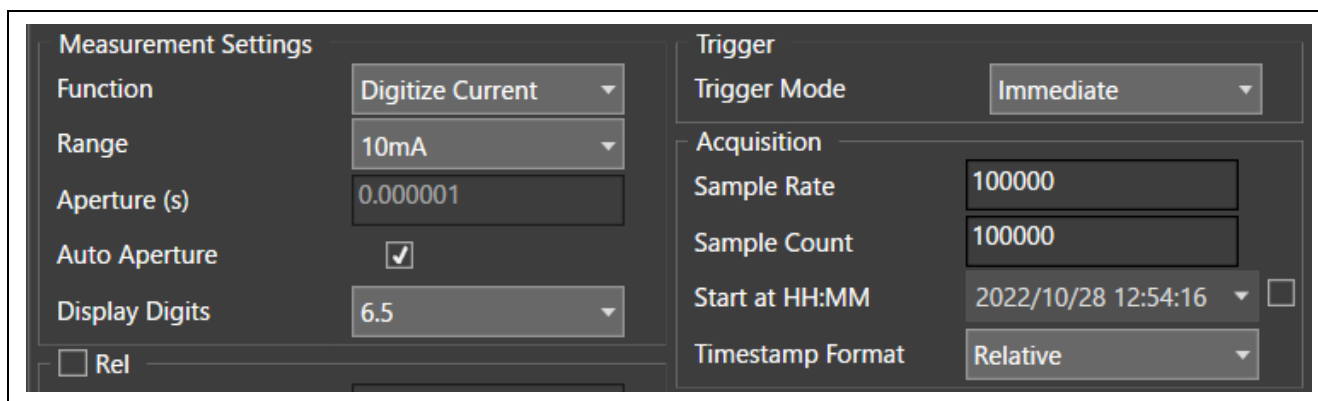 Measurement Settings
Function Digitize Current
Range 10mA
Aperture (s) 0.000001
Auto Aperture
Display Digits 6.5
Rel
Trigger
Trigger Mode Immediate
Acquisition
Sample Rate 100000
Sample Count 100000
Start at HH:MM 2022/10/28 12:54:16
Timestamp Format Relative